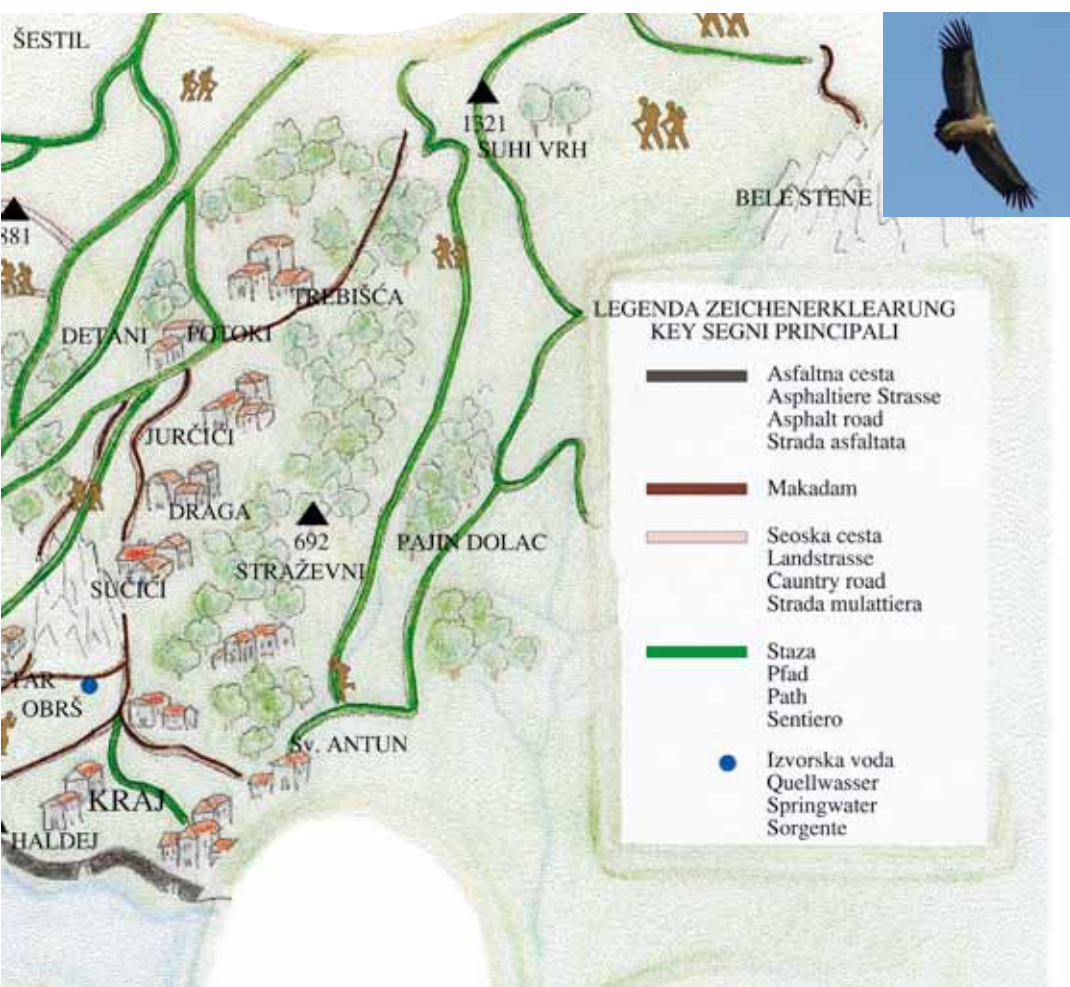 ŠESTIL
1321
SUHI VRH
BELE STENE
881
TREBIŠĆA
DETANI
POTOKI
JURČIĆI
DRAGA
692
STRAŽEVNI
PAJIN DOLAC
SUČIĆI
OBRŠ
Sv. ANTUN
KRAJ
HALDEJ
LEGENDA ZEICHENERKLEARUNG
KEY SEGNI PRINCIPALI
Asfaltna cesta
Asphaltiere Strasse
Asphalt road
Strada asfaltata
Makadam
Seoska cesta
Landstrasse
Cauntry road
Strada mulattiera
Staza
Pfad
Path
Sentiero
Izvorska voda
Quellwasser
Springwater
Sorgente